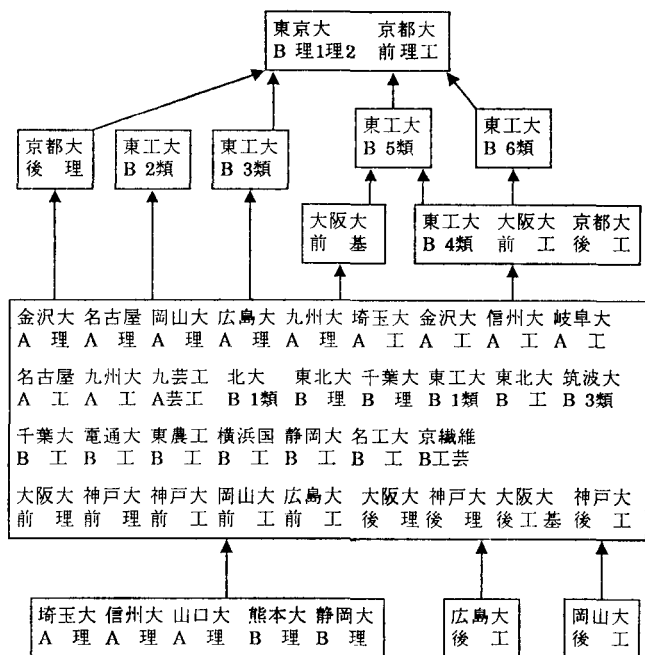 東京大 京都大
B 理1理2 前理工
京都大 東工大 東工大 東工大 東工大
後 理 B 2類 B 3類 B 5類 B 6類
大阪大 東工大 大阪大 京都大
前 基 B 4類 前 工 後 工
金沢大 名古屋 岡山大 広島大 九州大 埼玉大 金沢大 信州大 岐阜大
A 理 A 理 A 理 A 理 A 理 A 工 A 工 A 工 A 工
名古屋 九州大 九芸工 北大 東北大 千葉大 東工大 東北大 筑波大
A 工 A 工 A芸工 B 1類 B 理 B 理 B 1類 B 工 B 3類
千葉大 電通大 東農工 横浜国 静岡大 名工大 京繊維
B 工 B 工 B 工 B 工 B 工 B 工 B工芸
大阪大 神戸大 神戸大 岡山大 広島大 大阪大 神戸大 大阪大 神戸大
前 理 前 理 前 工 前 工 前 工 後 理 後 理 後工基 後 工
埼玉大 信州大 山口大 熊本大 静岡大 広島大 岡山大
A 理 A 理 A 理 B 理 B 理 後 工 後 工